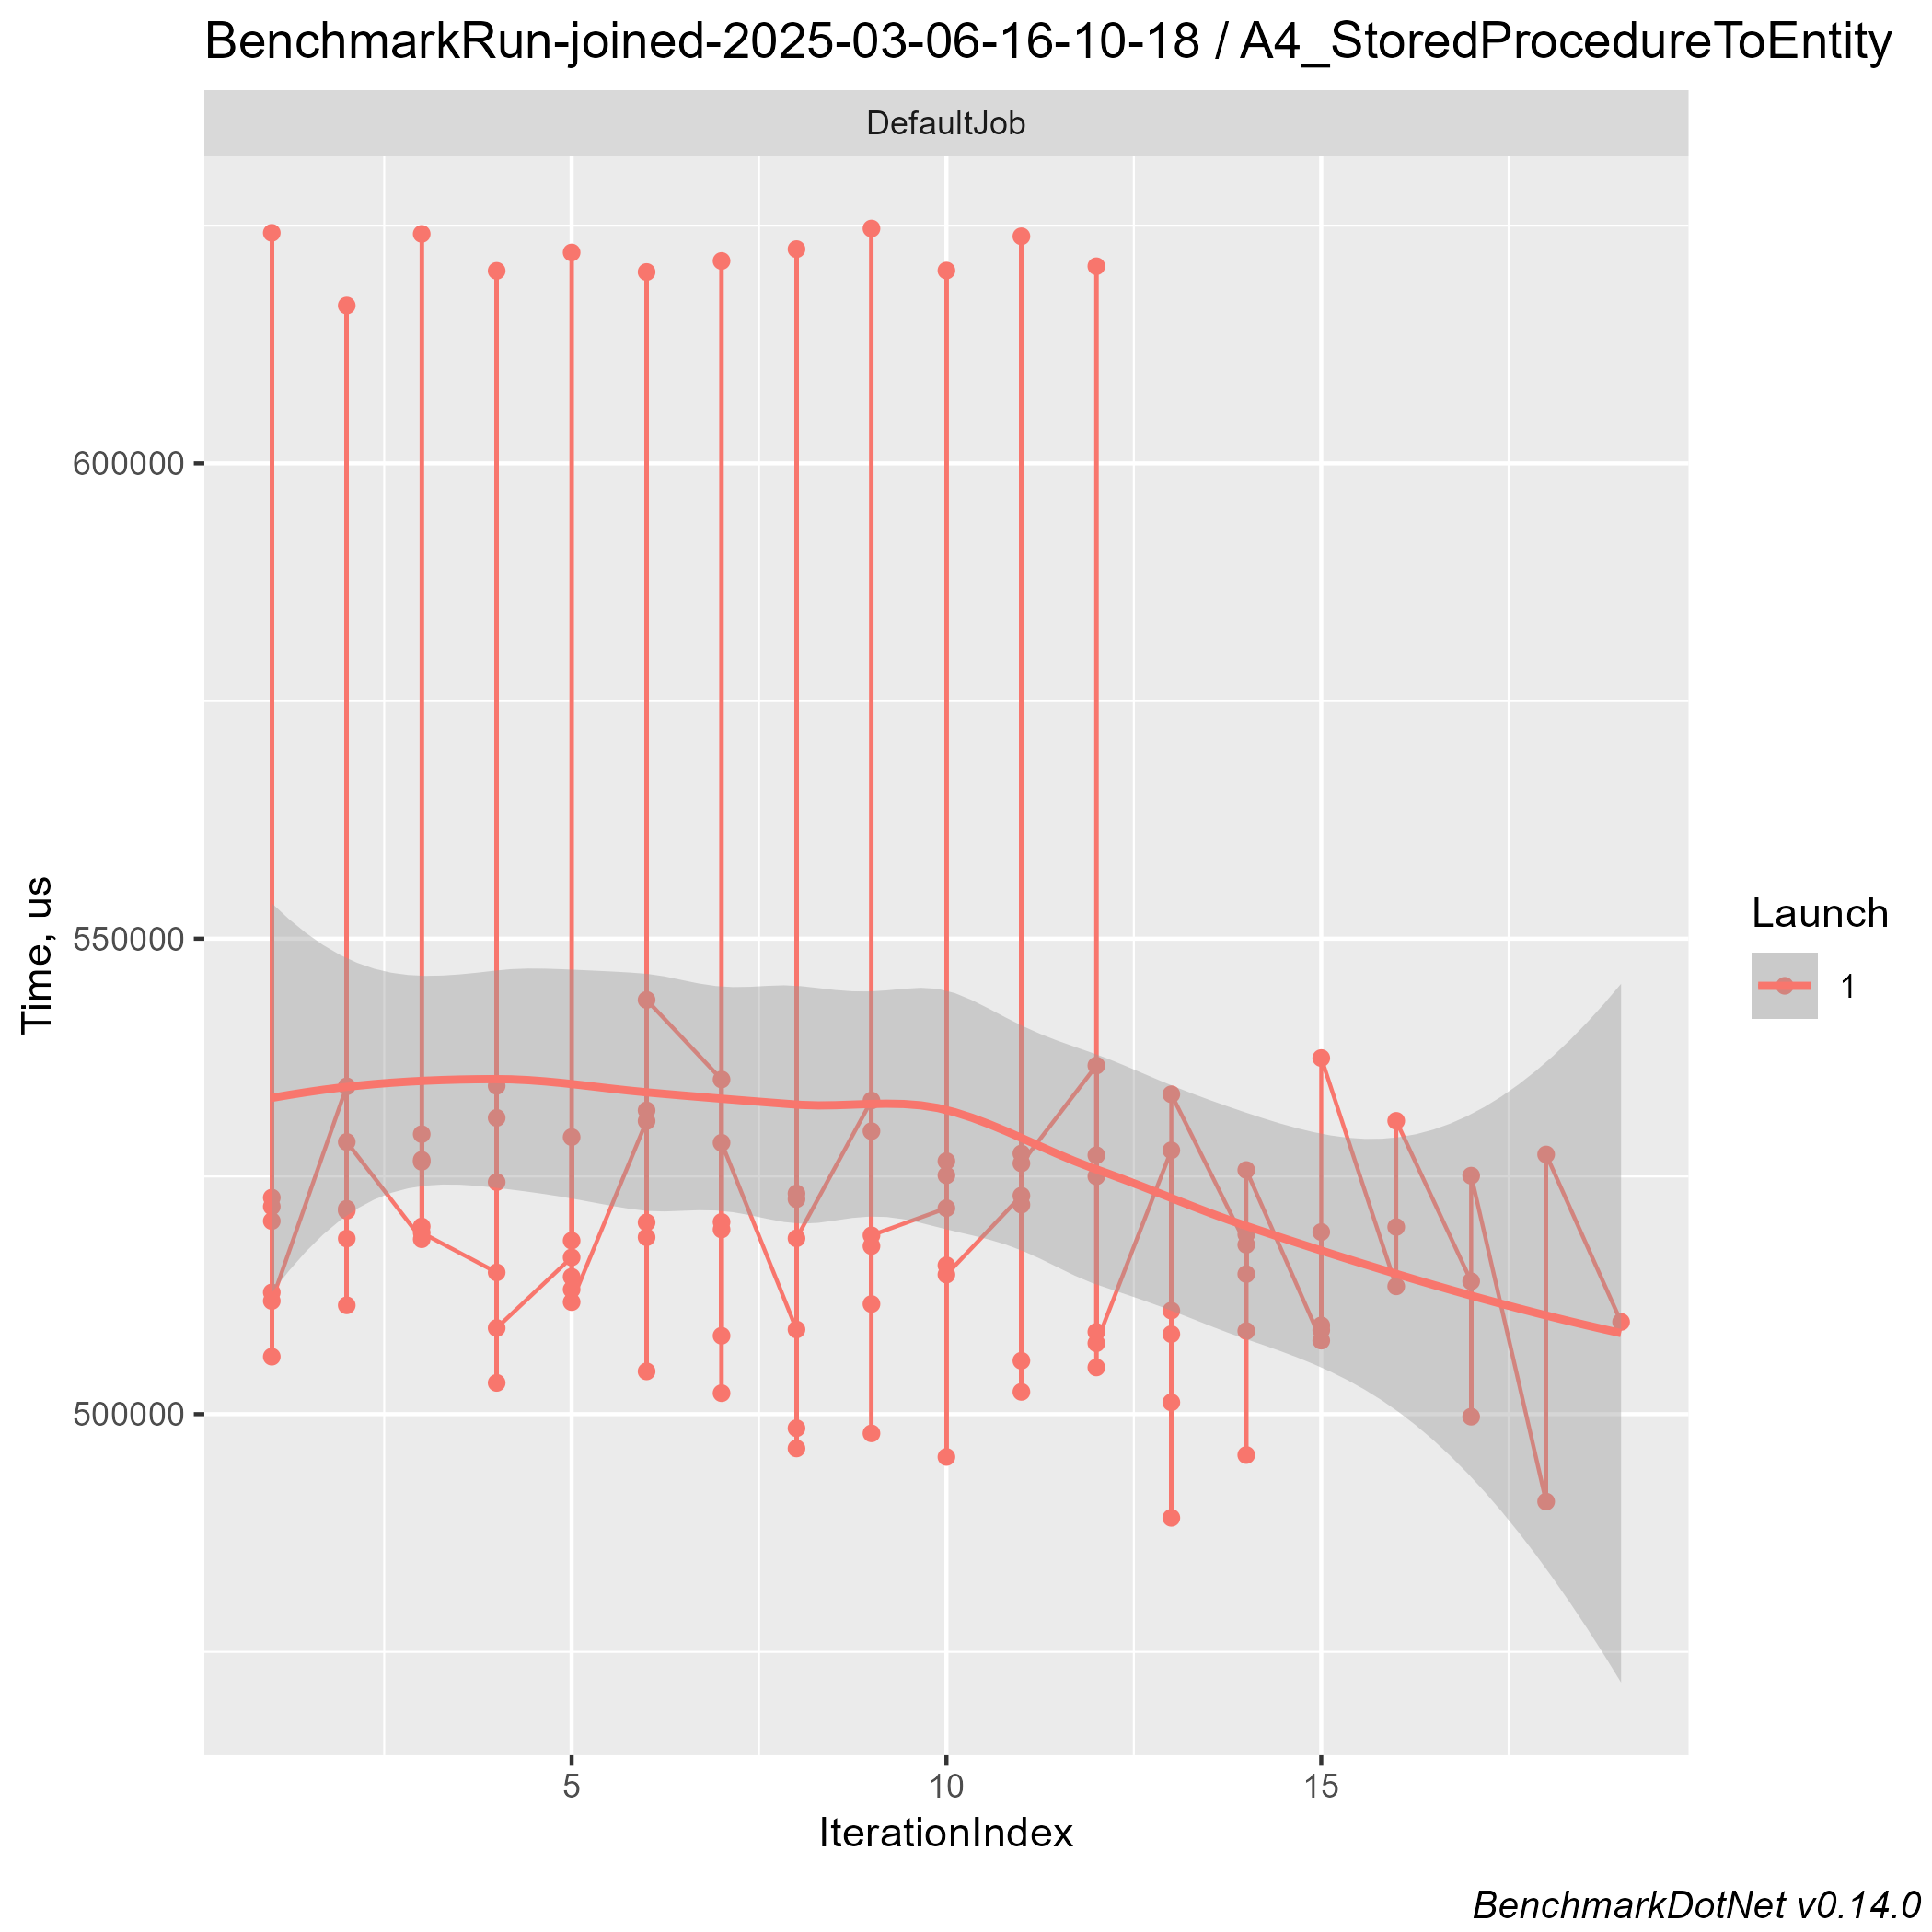 BenchmarkRun-joined-2025-03-06-16-10-18 / A4_StoredProcedureToEntity
DefaultJob
600000
550000
500000
Time, us
Launch
1
5
10
15
IterationIndex
BenchmarkDotNet v0.14.0